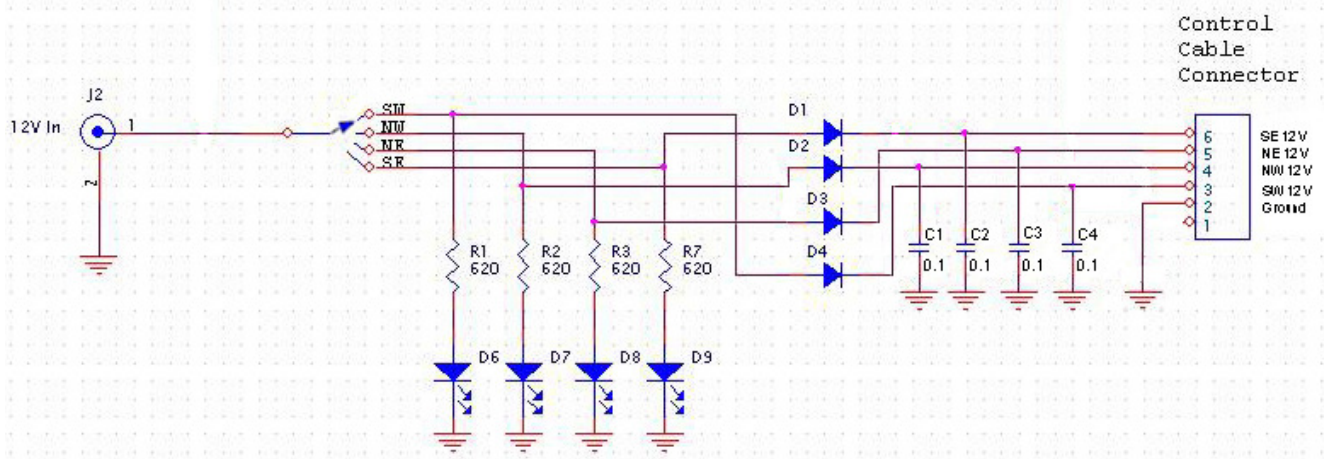 Control
Cable
Connector
J2
12V In
1
2
SW
NW
NE
SE
D1
D2
D3
D4
6
5
4
3
2
1
SE 12V
NE 12V
NW 12V
SW 12V
Ground
R1
620
R2
620
R3
620
R7
620
C1
0.1
C2
0.1
C3
0.1
C4
0.1
D6
D7
D8
D9